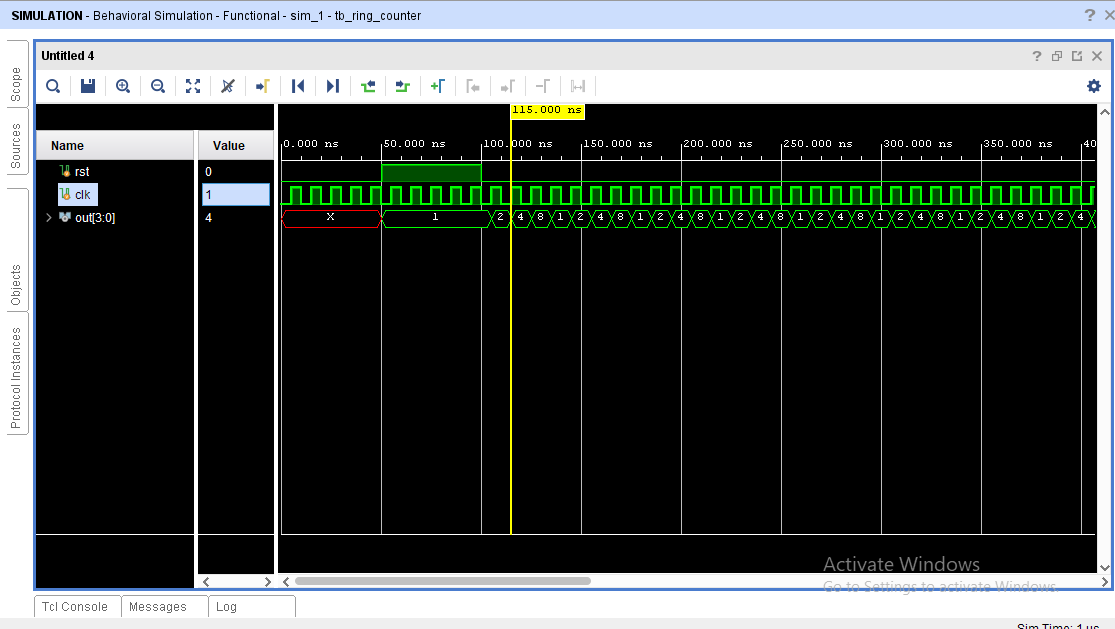 SIMULATION - Behavioral Simulation - Functional - sim_1 - tb_ring_counter
Scope
Sources
Objects
Protocol Instances
Untitled 4
115.000 ns
Name
Value
0.000 ns 50.000 ns 100.000 ns 150.000 ns 200.000 ns 250.000 ns 300.000 ns 350.000 ns 40
rst 0
clk 1
out[3:0] 4
X 1 2 4 8 1 2 4 8 1 2 4 8 1 2 4 8 1 2 4 8 1 2 4 8 1 2 4 8 1 2 4
Activate Windows
Go to Settings to activate Windows.
Tcl Console Messages Log
Sim Time: 1 us